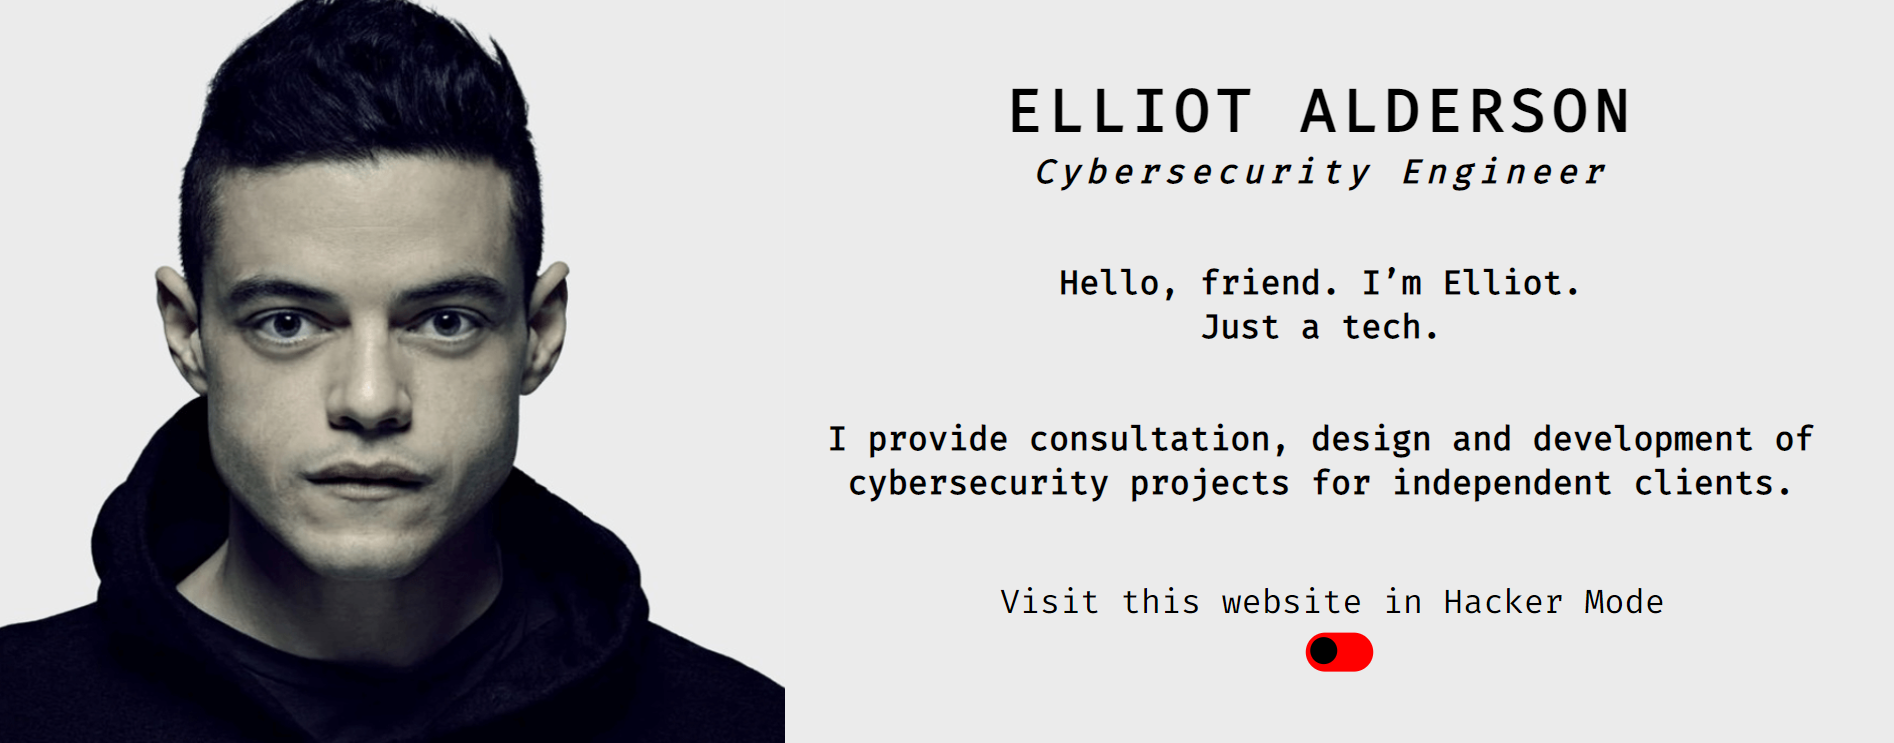 ELLIOT ALDERSON
Cybersecurity Engineer
Hello, friend. I’m Elliot.
Just a tech.
I provide consultation, design and development of
cybersecurity projects for independent clients.
Visit this website in Hacker Mode